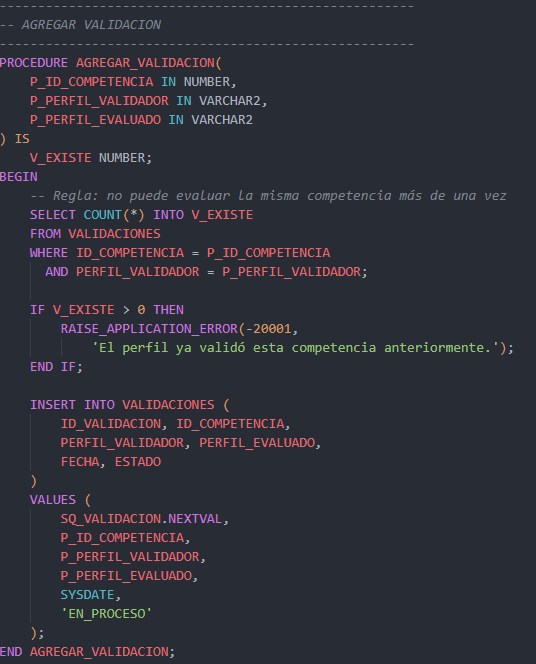 ------------------------------------------------------
-- AGREGAR VALIDACION
------------------------------------------------------
PROCEDURE AGREGAR_VALIDACION(
    P_ID_COMPETENCIA IN NUMBER,
    P_PERFIL_VALIDADOR IN VARCHAR2,
    P_PERFIL_EVALUADO IN VARCHAR2
) IS
    V_EXISTE NUMBER;
BEGIN
    -- Regla: no puede evaluar la misma competencia más de una vez
    SELECT COUNT(*) INTO V_EXISTE
    FROM VALIDACIONES
    WHERE ID_COMPETENCIA = P_ID_COMPETENCIA
      AND PERFIL_VALIDADOR = P_PERFIL_VALIDADOR;

    IF V_EXISTE > 0 THEN
        RAISE_APPLICATION_ERROR(-20001,
            'El perfil ya validó esta competencia anteriormente.');
    END IF;

    INSERT INTO VALIDACIONES (
        ID_VALIDACION, ID_COMPETENCIA,
        PERFIL_VALIDADOR, PERFIL_EVALUADO,
        FECHA, ESTADO
    )
    VALUES (
        SQ_VALIDACION.NEXTVAL,
        P_ID_COMPETENCIA,
        P_PERFIL_VALIDADOR,
        P_PERFIL_EVALUADO,
        SYSDATE,
        'EN_PROCESO'
    );
END AGREGAR_VALIDACION;